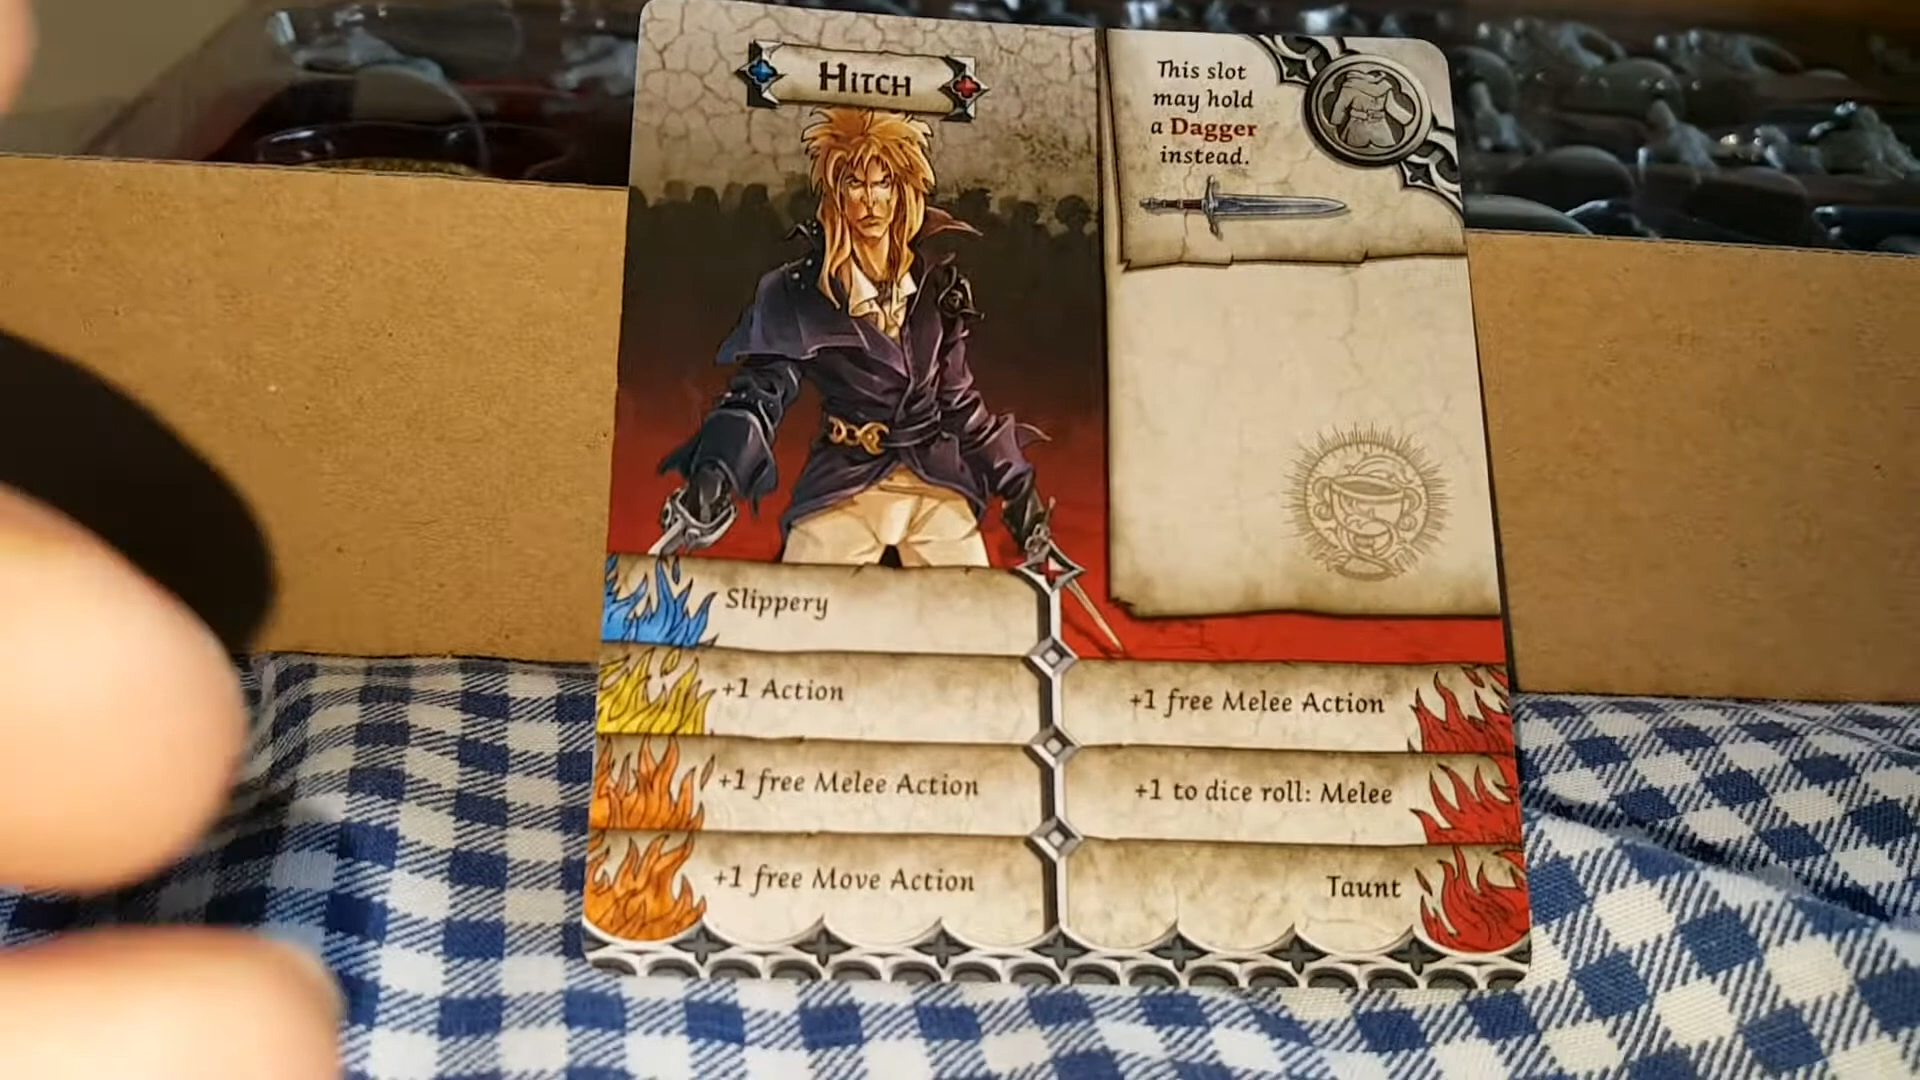 Hitch
This slot
may hold
a Dagger
instead.
Slippery
+1 Action
+1 free Melee Action
+1 free Move Action
+1 free Melee Action
+1 to dice roll: Melee
Taunt